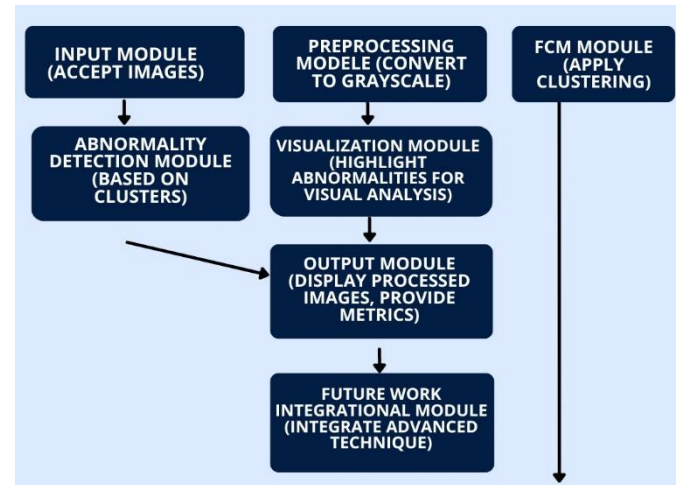 INPUT MODULE
(ACCEPT IMAGES)
PREPROCESSING
MODELE (CONVERT
TO GRAYSCALE)
FCM MODULE
(APPLY
CLUSTERING)
ABNORMALITY
DETECTION MODULE
(BASED ON
CLUSTERS)
VISUALIZATION MODULE
(HIGHLIGHT
ABNORMALITIES FOR
VISUAL ANALYSIS)
OUTPUT MODULE
(DISPLAY PROCESSED
IMAGES, PROVIDE
METRICS)
FUTURE WORK
INTEGRATIONAL MODULE
(INTEGRATE ADVANCED
TECHNIQUE)